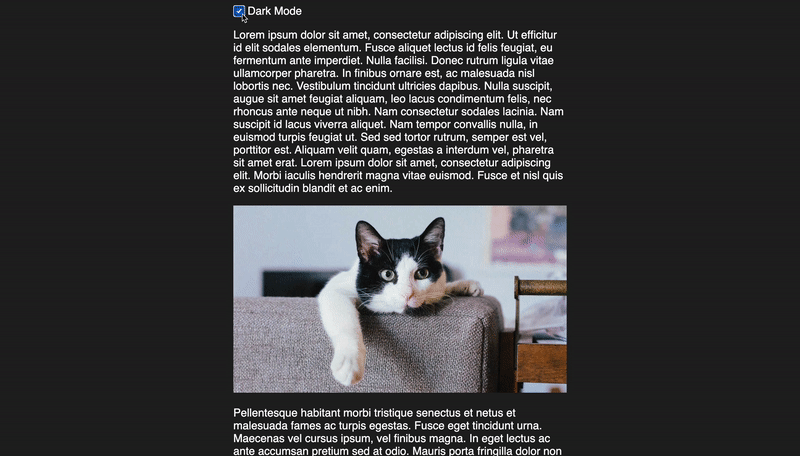 Dark Mode
Lorem ipsum dolor sit amet, consectetur adipiscing elit. Ut efficitur
id elit sodales elementum. Fusce aliquet lectus id felis feugiat, eu
fermentum ante imperdiet. Nulla facilisi. Donec rutrum ligula vitae
ullamcorper pharetra. In finibus ornare est, ac malesuada nisl
lobortis nec. Vestibulum tincidunt ultricies dapibus. Nulla suscipit,
augue sit amet feugiat aliquam, leo lacus condimentum felis, nec
rhoncus ante neque ut nibh. Nam consectetur sodales lacinia. Nam
suscipit id lacus viverra aliquet. Nam tempor convallis nulla, in
euismod turpis feugiat ut. Sed sed tortor rutrum, semper est vel,
porttitor est. Aliquam velit quam, egestas a interdum vel, pharetra
sit amet erat. Lorem ipsum dolor sit amet, consectetur adipiscing
elit. Morbi iaculis hendrerit magna vitae euismod. Fusce et nisl quis
ex sollicitudin blandit et ac enim.
Pellentesque habitant morbi tristique senectus et netus et
malesuada fames ac turpis egestas. Fusce eget tincidunt urna.
Maecenas vel cursus ipsum, vel finibus magna. In eget lectus ac
ante accumsan pretium sed at odio. Mauris porta fringilla dolor non